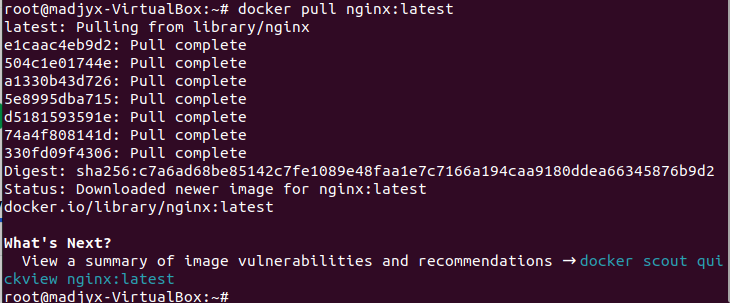 root@madjyx-VirtualBox:~# docker pull nginx:latest
latest: Pulling from library/nginx
e1caac4eb9d2: Pull complete
504c1e01744e: Pull complete
a1330b43d726: Pull complete
5e8995dba715: Pull complete
d5181593591e: Pull complete
74a4f808141d: Pull complete
330fd09f4306: Pull complete
Digest: sha256:c7a6ad68be85142c7fe1089e48faa1e7c7166a194caa9180ddea66345876b9d2
Status: Downloaded newer image for nginx:latest
docker.io/library/nginx:latest
What's Next?
View a summary of image vulnerabilities and recommendations → docker scout qui
ckview nginx:latest
root@madjyx-VirtualBox:~#